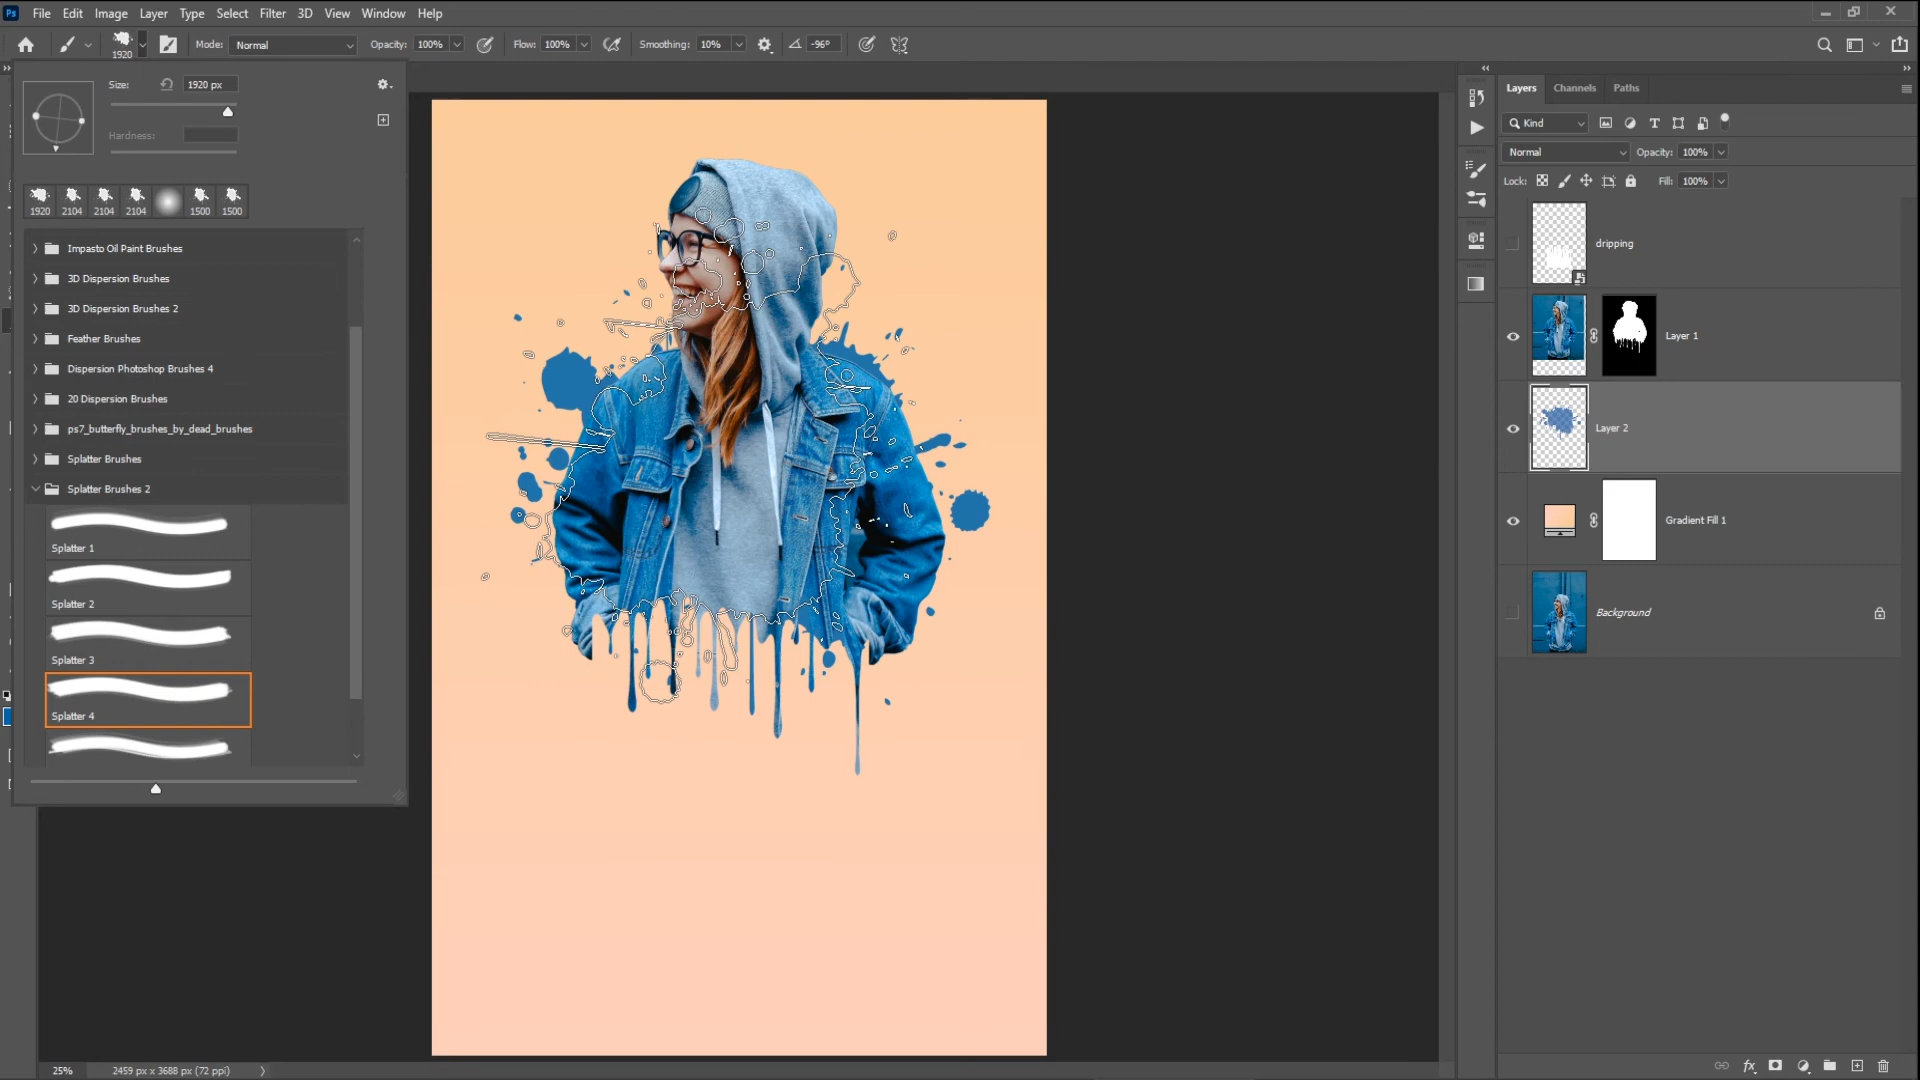 Ps File Edit Image Layer Type Select Filter 3D View Window Help
1920 Mode: Normal Opacity: 100% Flow: 100% Smoothing: 10% -96°
Size: 1920 px
Hardness:
1920 2104 2104 2104 1500 1500
Impasto Oil Paint Brushes
3D Dispersion Brushes
3D Dispersion Brushes 2
Feather Brushes
Dispersion Photoshop Brushes 4
20 Dispersion Brushes
ps7_butterfly_brushes_by_dead_brushes
Splatter Brushes
Splatter Brushes 2
Splatter 1
Splatter 2
Splatter 3
Splatter 4
25% 2459 px x 3688 px (72 ppi)
Layers Channels Paths
Kind
Normal Opacity: 100%
Lock: Fill: 100%
dripping
Layer 1
Layer 2
Gradient Fill 1
Background
fx